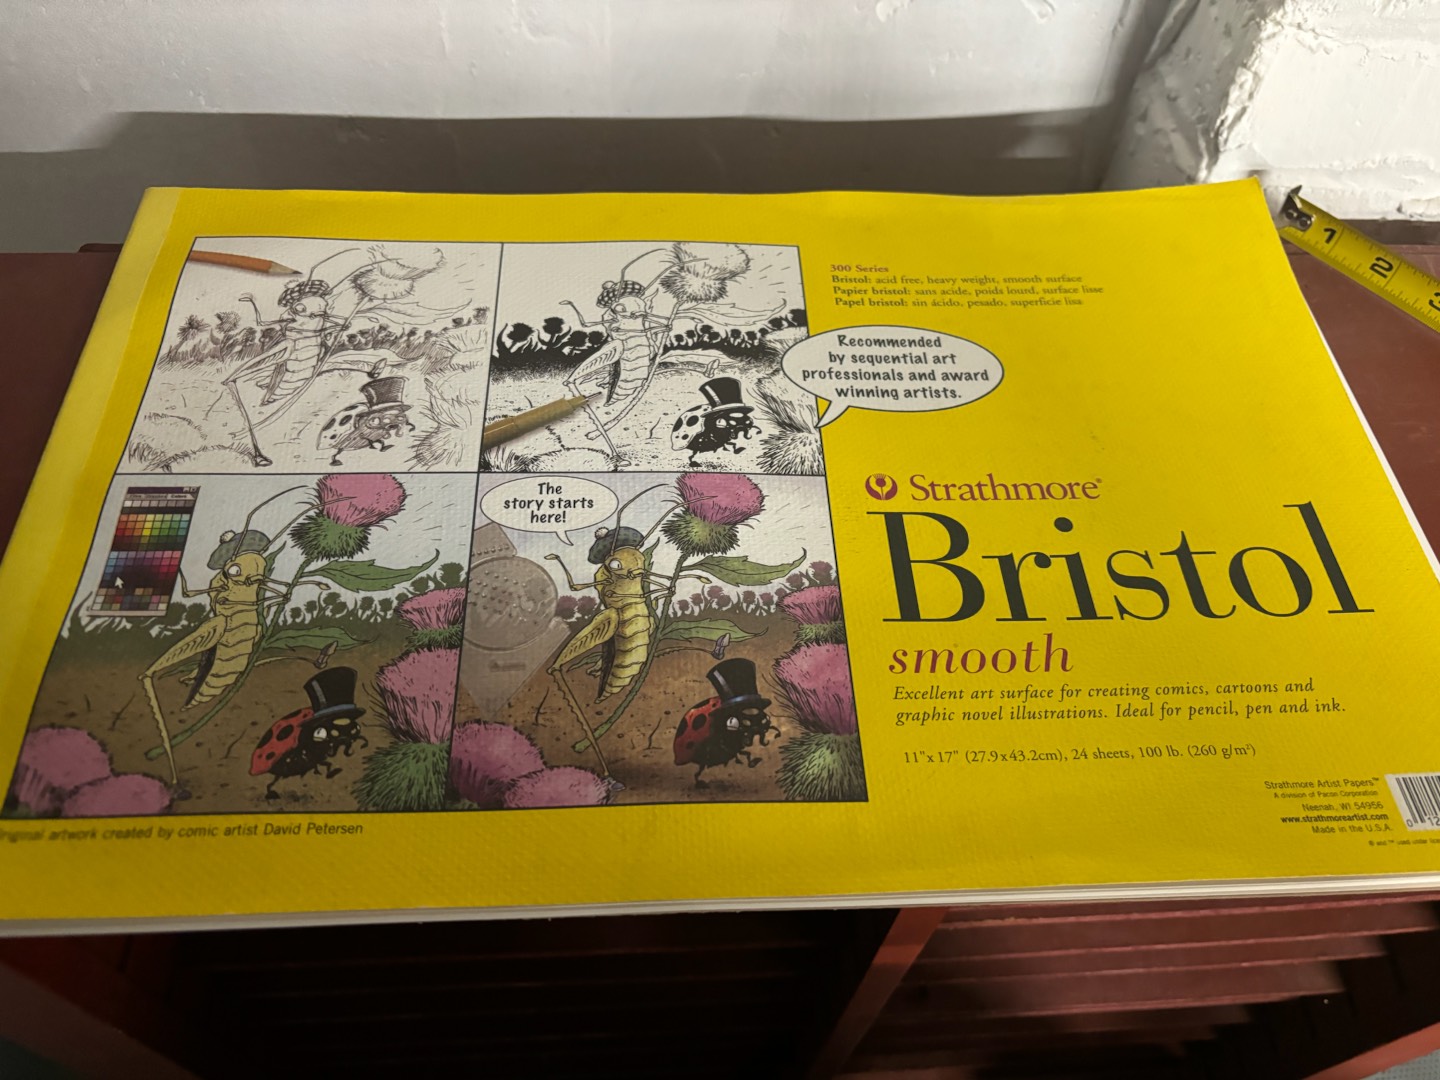 300 Series
Bristol: acid free, heavy weight, smooth surface
Papier bristol: sans acide, poids lourd, surface lisse
Papel bristol: sin ácido, pesado, superficie lisa
Recommended
by sequential art
professionals and award
winning artists.
The
story starts
here!
Strathmore®
Bristol
smooth
Excellent art surface for creating comics, cartoons and
graphic novel illustrations. Ideal for pencil, pen and ink.
11"x 17" (27.9x43.2cm), 24 sheets, 100 lb. (260 g/m²)
Strathmore Artist Papers™
A division of Pacon Corporation
Neenah, WI 54956
www.strathmoreartist.com
Made in the U.S.A.
original artwork created by comic artist David Petersen
1
2
3